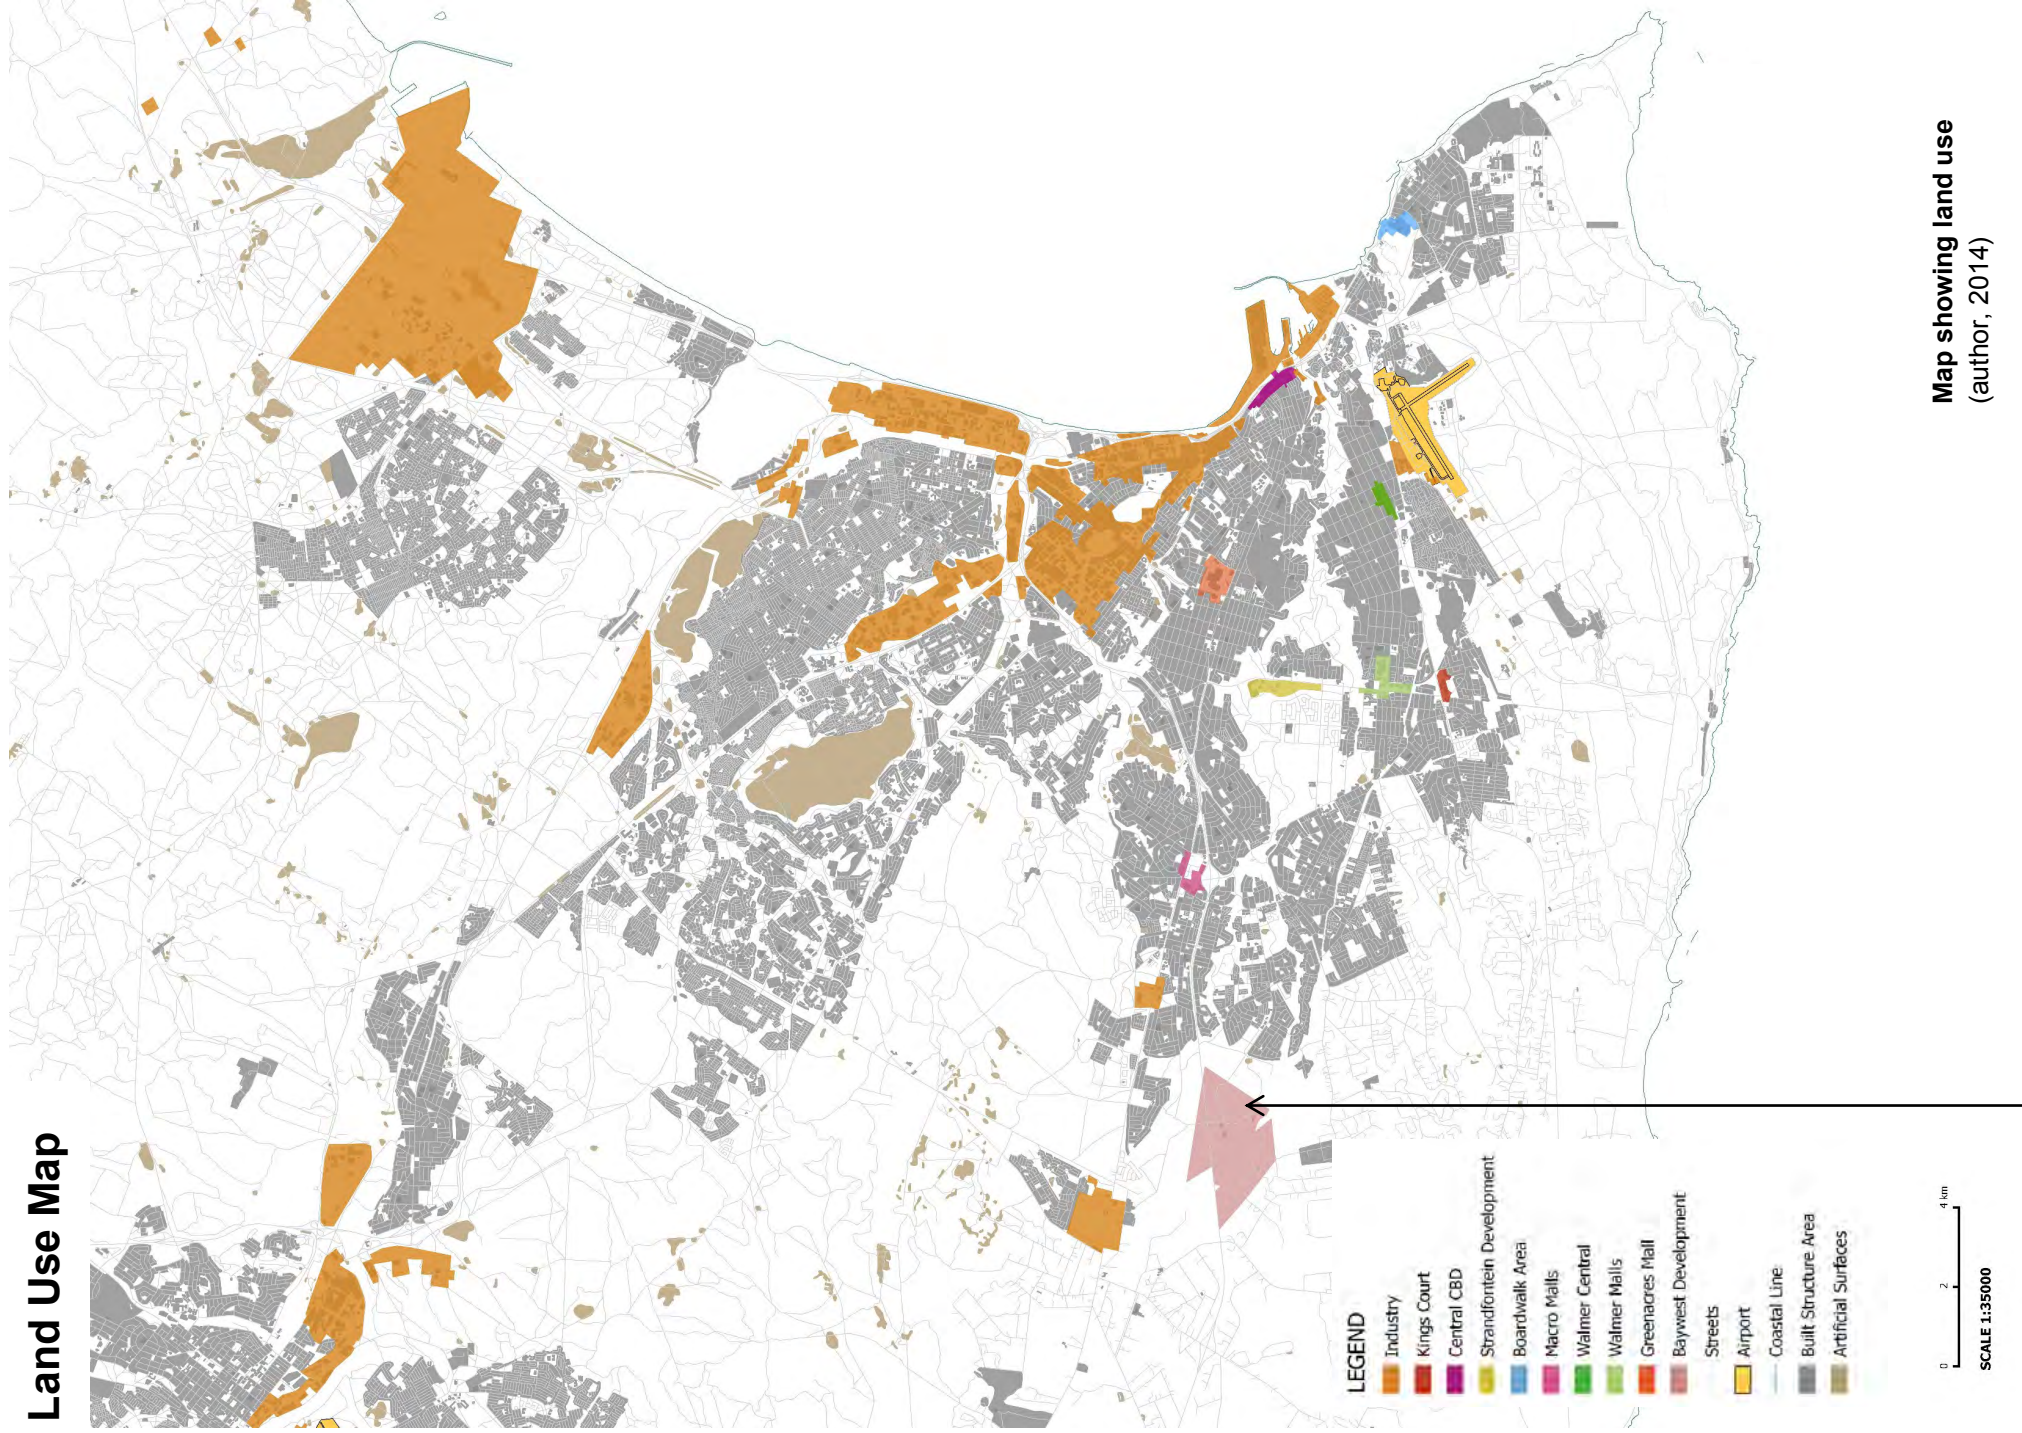 Land Use Map
LEGEND
Industry
Kings Court
Central CBD
Strandfontein Development
Boardwalk Area
Macro Malls
Walmer Central
Walmer Malls
Greenacres Mall
Baywest Development
Streets
Airport
Coastal Line
Built Structure Area
Artificial Surfaces
0 2 4 km
SCALE 1:35000
Map showing land use
(author, 2014)